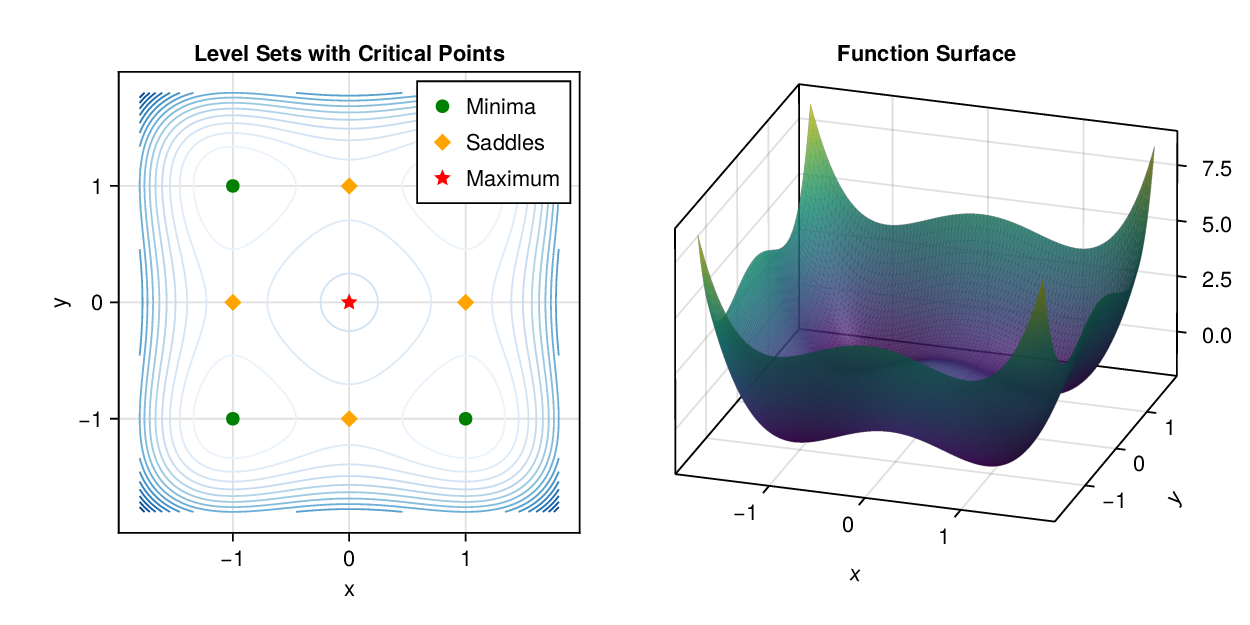 Level Sets with Critical Points
Minima
Saddles
Maximum
1
0
−1
y
−1
0
1
x
Function Surface
7.5
5.0
2.5
0.0
1
0
−1
y
−1
0
1
x